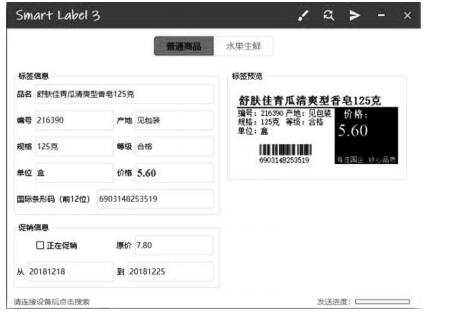 Smart Label 3
普通商品 水果生鲜
标签信息
品名 舒肤佳青瓜清爽型香皂125克
编号 216390 产地 见包装
规格 125克 等级 合格
单位 盒 价格 5.60
国际条形码（前12位） 6903148253519
促销信息
正在促销 原价 7.80
从 20181218 到 20181225
标签预览
舒肤佳青瓜清爽型香皂125克
编号：216390 产地：见包装
规格：125克 等级：合格
单位：盒
价格：
5.60
6903148253519
请连接设备后点击搜索
发送进度：